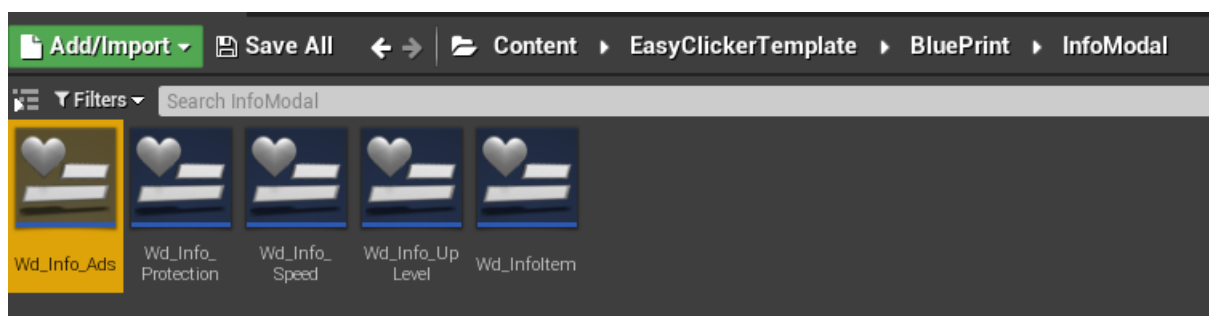 Add/Import Save All Content EasyClickerTemplate BluePrint InfoModal
Filters Search InfoModal
Wd_Info_Ads
Wd_Info_
Protection
Wd_Info_
Speed
Wd_Info_Up
Level
Wd_InfoItem